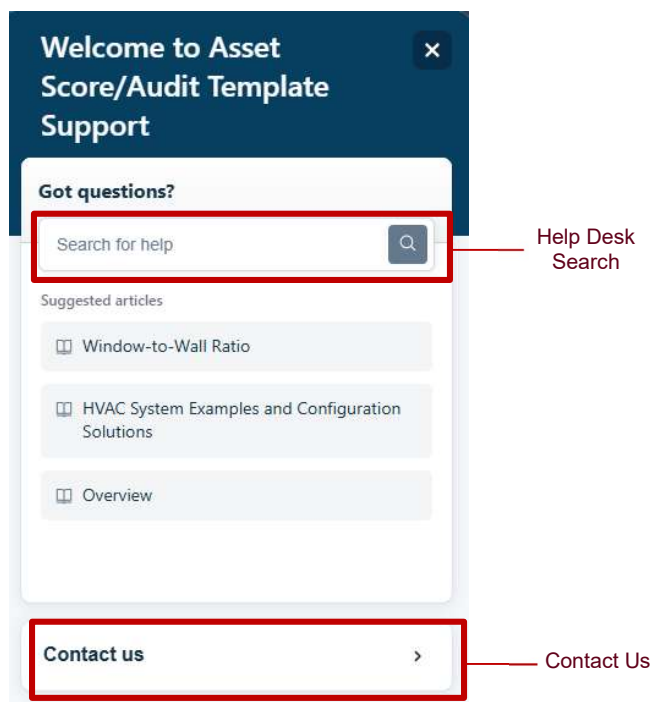 Welcome to Asset
Score/Audit Template
Support
Got questions?
Search for help
Help Desk
Search
Suggested articles
Window-to-Wall Ratio
HVAC System Examples and Configuration
Solutions
Overview
Contact us
Contact Us